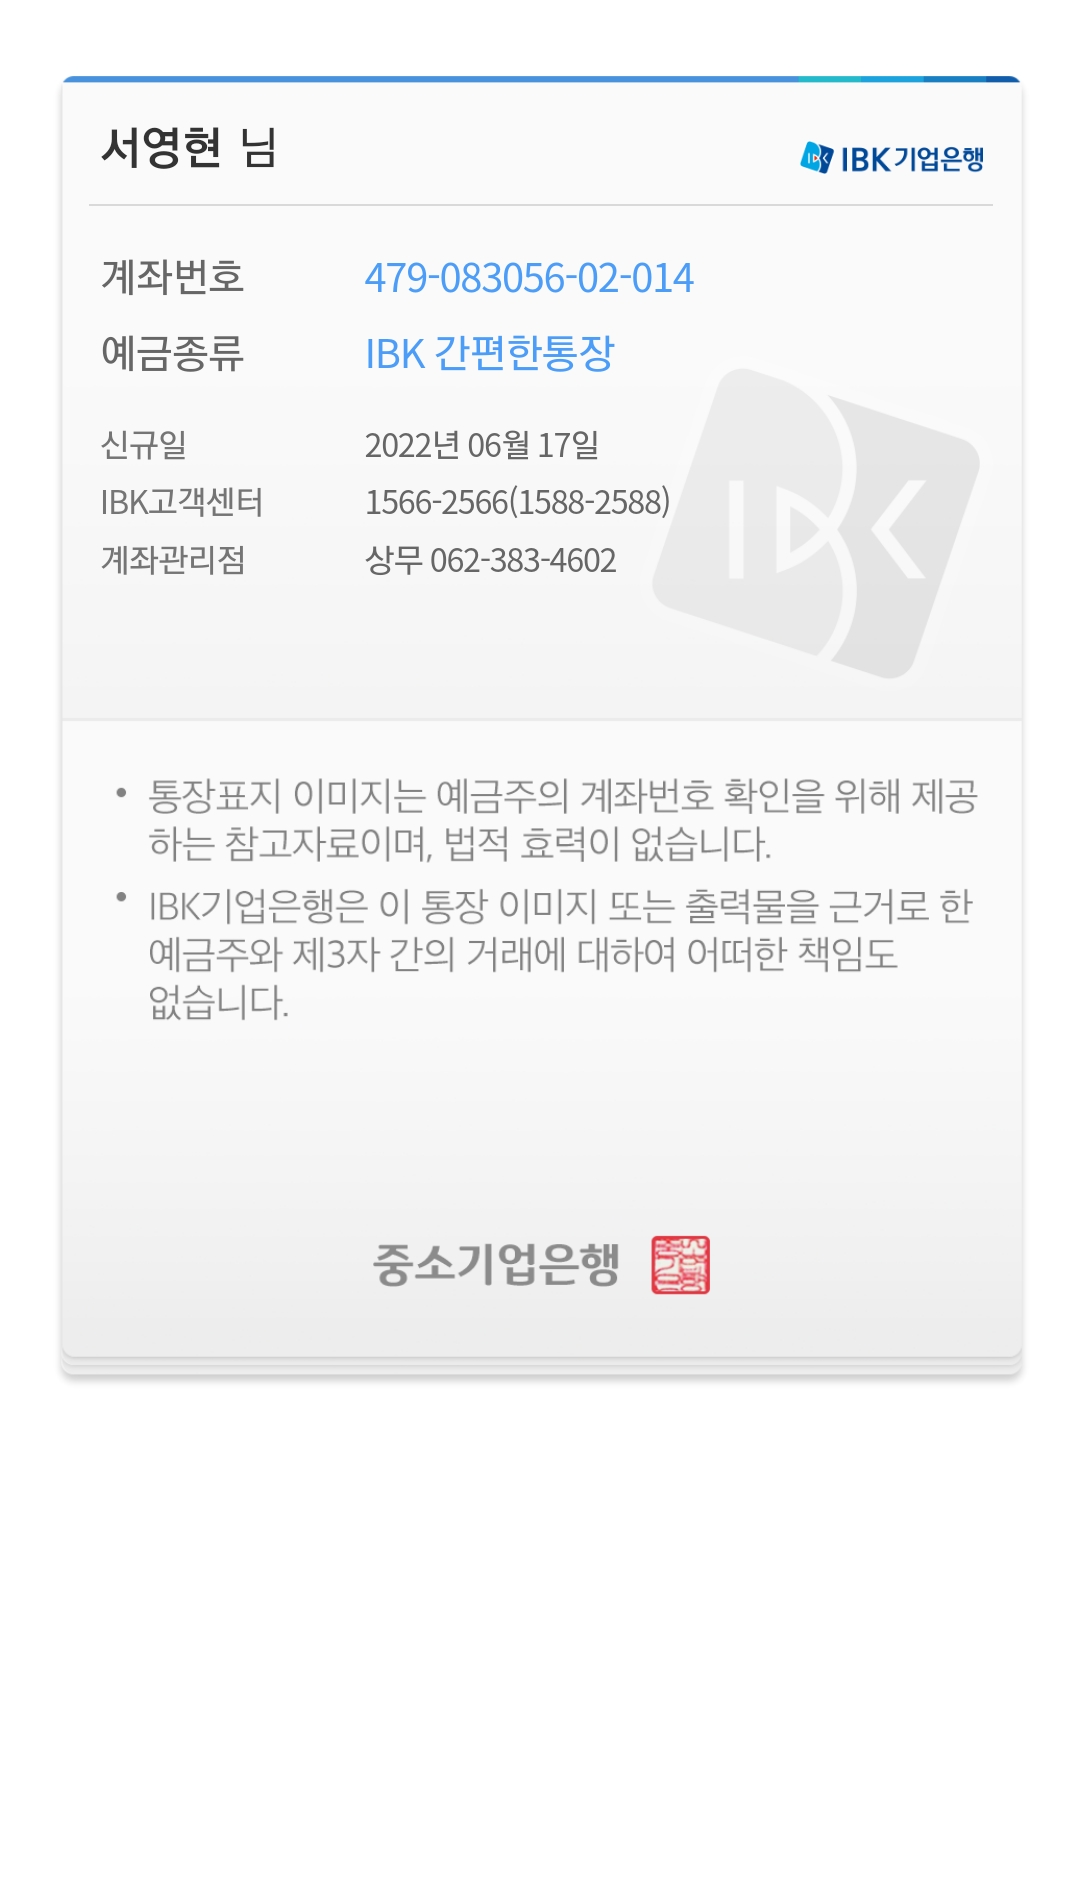 서영현 님
IBK기업은행
계좌번호 479-083056-02-014
예금종류 IBK 간편한통장
신규일 2022년 06월 17일
IBK고객센터 1566-2566(1588-2588)
계좌관리점 상무 062-383-4602
• 통장표지 이미지는 예금주의 계좌번호 확인을 위해 제공
하는 참고자료이며, 법적 효력이 없습니다.
• IBK기업은행은 이 통장 이미지 또는 출력물을 근거로 한
예금주와 제3자 간의 거래에 대하여 어떠한 책임도
없습니다.
중소기업은행